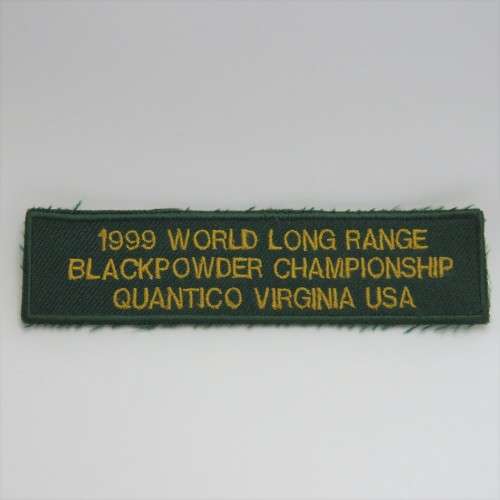 1999 WORLD LONG RANGE
BLACKPOWDER CHAMPIONSHIP
QUANTICO VIRGINIA USA